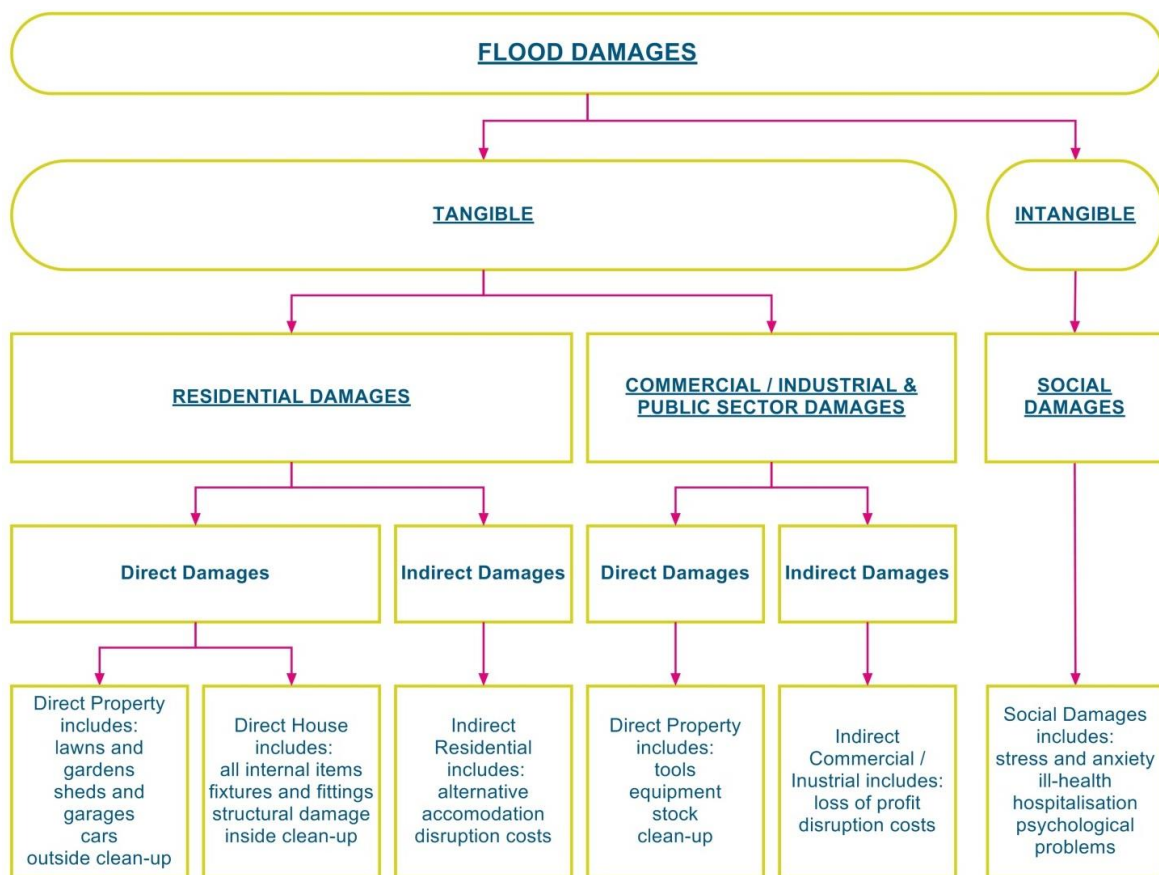 FLOOD DAMAGES
TANGIBLE
INTANGIBLE
RESIDENTIAL DAMAGES
COMMERCIAL / INDUSTRIAL &
PUBLIC SECTOR DAMAGES
SOCIAL
DAMAGES
Direct Damages
Indirect Damages
Direct Damages
Indirect Damages
Direct Property
includes:
lawns and
gardens
sheds and
garages
cars
outside clean-up
Direct House
includes:
all internal items
fixtures and fittings
structural damage
inside clean-up
Indirect
Residential
includes:
alternative
accomodation
disruption costs
Direct Property
includes:
tools
equipment
stock
clean-up
Indirect
Commercial /
Inustrial includes:
loss of profit
disruption costs
Social Damages
includes:
stress and anxiety
ill-health
hospitalisation
psychological
problems